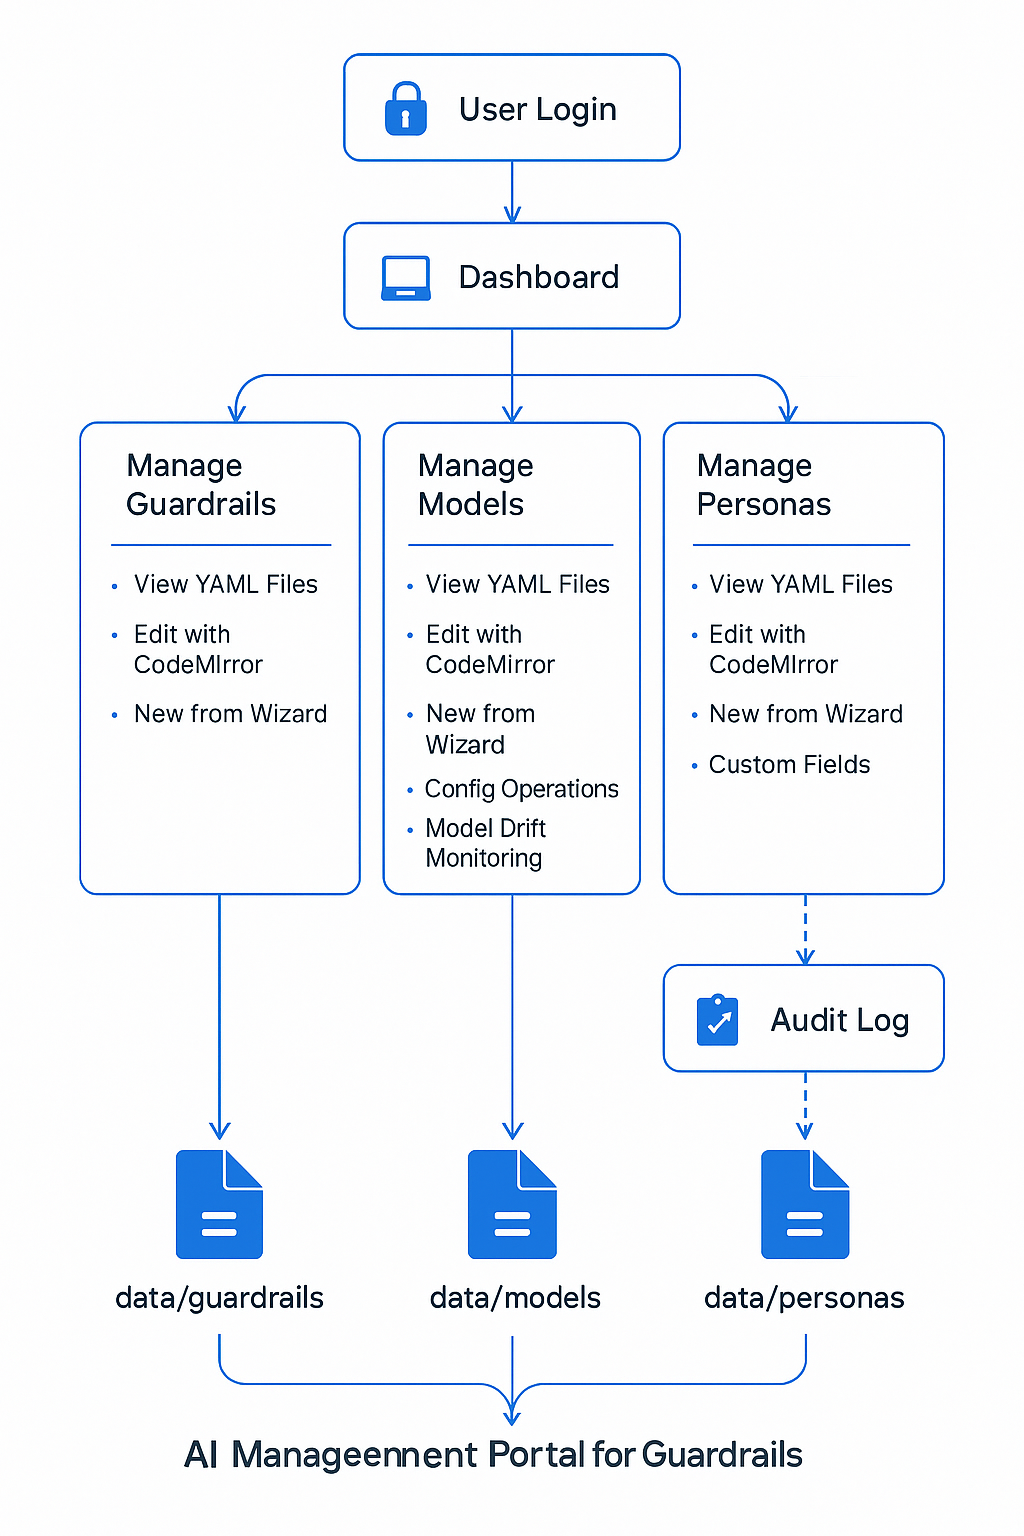 User Login
Dashboard
Manage
Guardrails
• View YAML Files
• Edit with
CodeMIrror
• New from Wizard
Manage
Models
• View YAML Files
• Edit with
CodeMirror
• New from
Wizard
• Config Operations
• Model Drift
Monitoring
Manage
Personas
• View YAML Files
• Edit with
CodeMIrror
• New from Wizard
• Custom Fields
Audit Log
data/guardrails
data/models
data/personas
AI Manageennent Portal for Guardrails